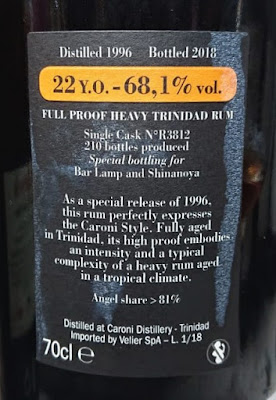 Distilled 1996 Bottled 2018
22 Y.O. - 68,1% vol.
FULL PROOF HEAVY TRINIDAD RUM
Single Cask N°R3812
210 bottles produced
Special bottling for
Bar Lamp and Shinanoya
As a special release of 1996,
this rum perfectly expresses
the Caroni Style. Fully aged
in Trinidad, its high proof embodies
an intensity and a typical
complexity of a heavy rum aged
in a tropical climate.
Angel share > 81%
Distilled at Caroni Distillery - Trinidad
Imported by Velier SpA – L. 1/18
70cl e